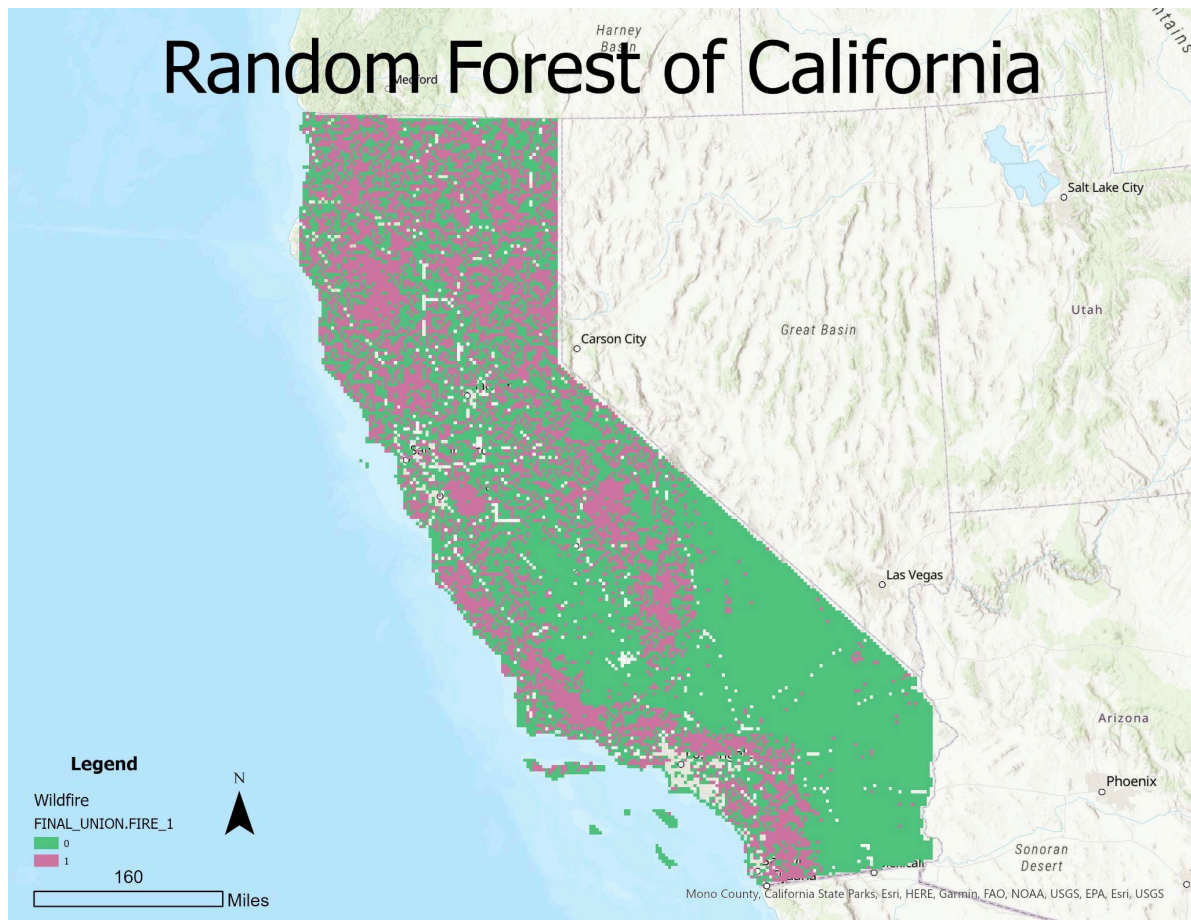 Harney
Basin
Random Forest of California
Medford
Salt Lake City
Utah
Great Basin
Carson City
Las Vegas
Arizona
Phoenix
Sonoran
Desert
Legend
N
Wildfire
FINAL_UNION.FIRE_1
0
1
160
Miles
Mono County, California State Parks, Esri, HERE, Garmin, FAO, NOAA, USGS, EPA, Esri, USGS